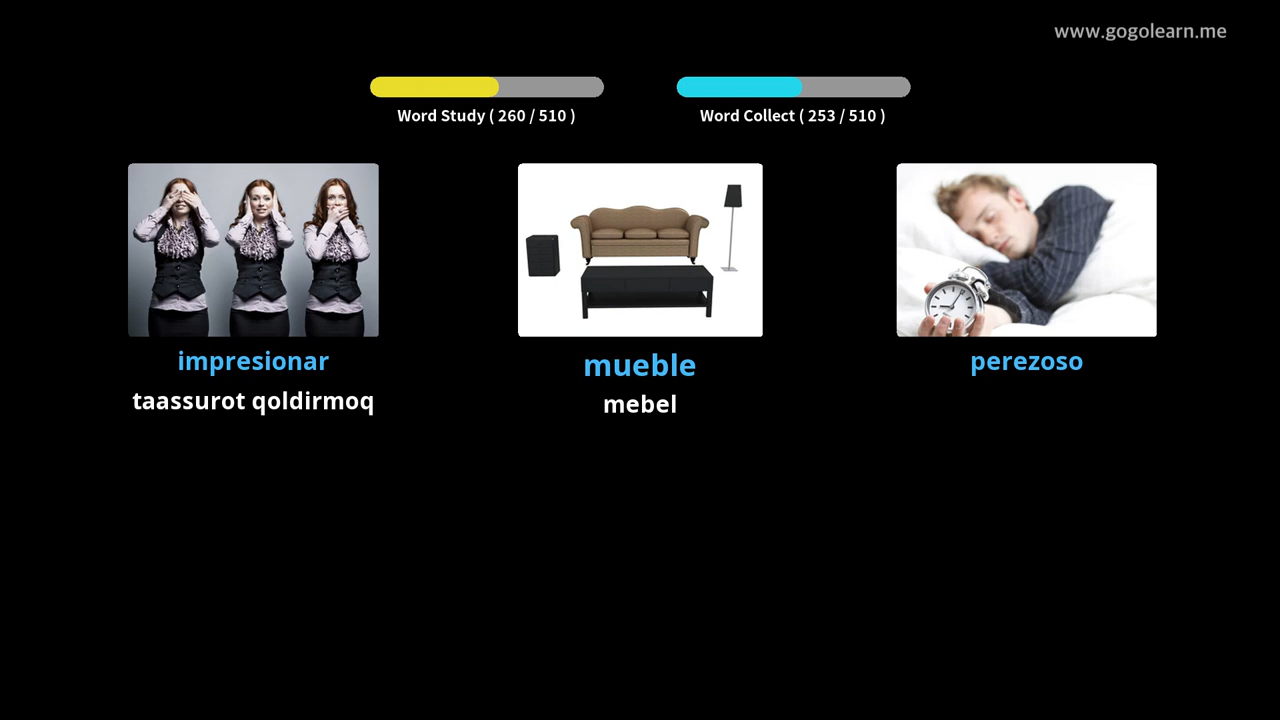 www.gogolearn.me
Word Study ( 260 / 510 )
Word Collect ( 253 / 510 )
impresionar
taassurot qoldirmoq
mueble
mebel
perezoso